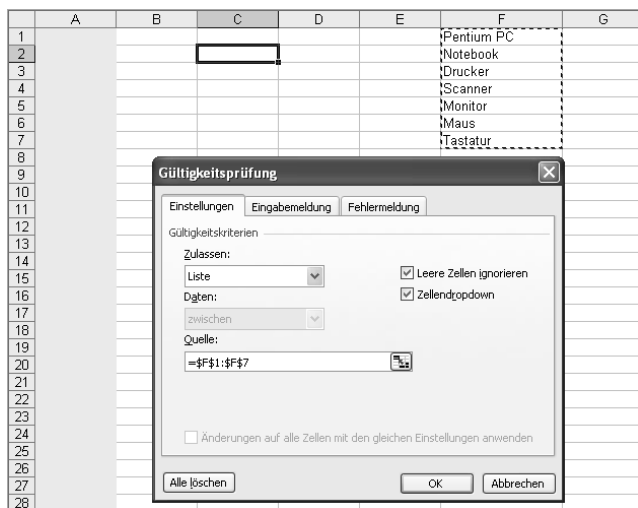 A B C D E F G
1 Pentium PC
2 Notebook
3 Drucker
4 Scanner
5 Monitor
6 Maus
7 Tastatur
8
9
10
11
12
13
14
15
16
17
18
19
20
21
22
23
24
25
26
27
28
Gültigkeitsprüfung
Einstellungen Eingabemeldung Fehlermeldung
Gültigkeitskriterien
Zulassen:
Liste
Leere Zellen ignorieren
Daten:
Zellendropdown
zwischen
Quelle:
=$F$1:$F$7
Änderungen auf alle Zellen mit den gleichen Einstellungen anwenden
Alle löschen OK Abbrechen